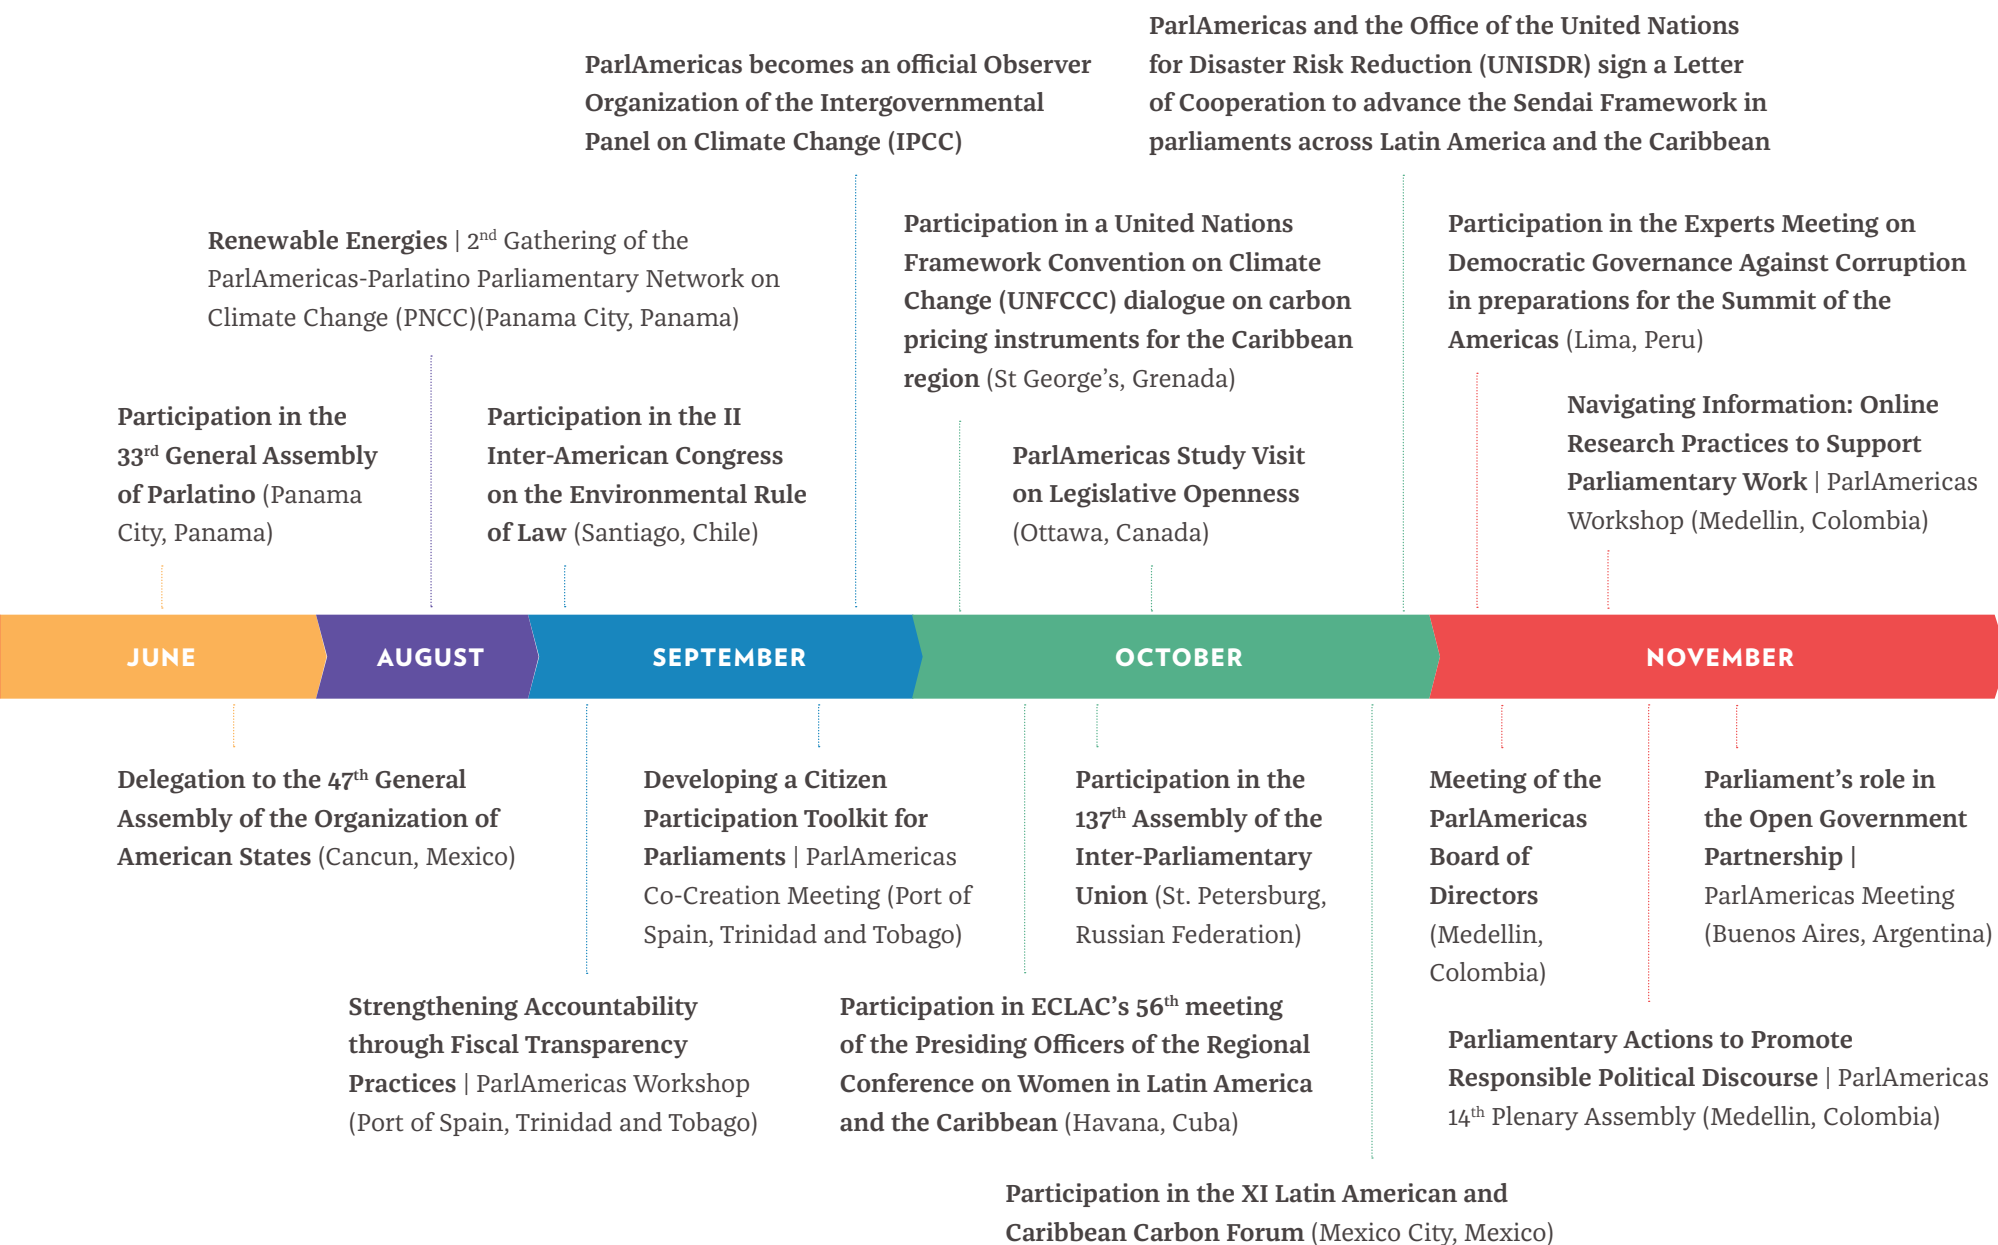 ParlAmericas and the Office of the United Nations
for Disaster Risk Reduction (UNISDR) sign a Letter
of Cooperation to advance the Sendai Framework in
parliaments across Latin America and the Caribbean
ParlAmericas becomes an official Observer
Organization of the Intergovernmental
Panel on Climate Change (IPCC)
Renewable Energies | 2nd Gathering of the
ParlAmericas-Parlatino Parliamentary Network on
Climate Change (PNCC)(Panama City, Panama)
Participation in a United Nations
Framework Convention on Climate
Change (UNFCCC) dialogue on carbon
pricing instruments for the Caribbean
region (St George’s, Grenada)
Participation in the Experts Meeting on
Democratic Governance Against Corruption
in preparations for the Summit of the
Americas (Lima, Peru)
Participation in the
33rd General Assembly
of Parlatino (Panama
City, Panama)
Participation in the II
Inter-American Congress
on the Environmental Rule
of Law (Santiago, Chile)
ParlAmericas Study Visit
on Legislative Openness
(Ottawa, Canada)
Navigating Information: Online
Research Practices to Support
Parliamentary Work | ParlAmericas
Workshop (Medellin, Colombia)
JUNE
AUGUST
SEPTEMBER
OCTOBER
NOVEMBER
Delegation to the 47th General
Assembly of the Organization of
American States (Cancun, Mexico)
Developing a Citizen
Participation Toolkit for
Parliaments | ParlAmericas
Co-Creation Meeting (Port of
Spain, Trinidad and Tobago)
Participation in the
137th Assembly of the
Inter-Parliamentary
Union (St. Petersburg,
Russian Federation)
Meeting of the
ParlAmericas
Board of
Directors
(Medellin,
Colombia)
Parliament’s role in
the Open Government
Partnership |
ParlAmericas Meeting
(Buenos Aires, Argentina)
Strengthening Accountability
through Fiscal Transparency
Practices | ParlAmericas Workshop
(Port of Spain, Trinidad and Tobago)
Participation in ECLAC’s 56th meeting
of the Presiding Officers of the Regional
Conference on Women in Latin America
and the Caribbean (Havana, Cuba)
Parliamentary Actions to Promote
Responsible Political Discourse | ParlAmericas
14th Plenary Assembly (Medellin, Colombia)
Participation in the XI Latin American and
Caribbean Carbon Forum (Mexico City, Mexico)